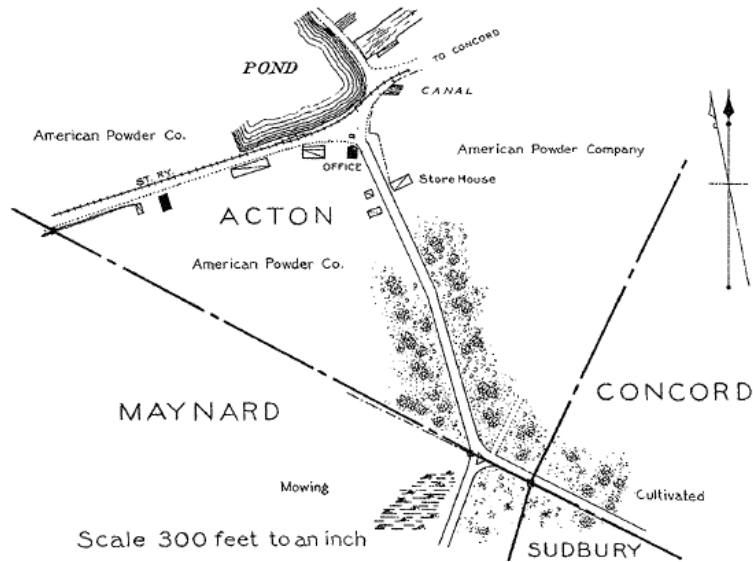 TO CONCORD
POND
CANAL
American Powder Co.
American Powder Company
OFFICE
ST. RY.
Store House
ACTON
American Powder Co.
MAYNARD
CONCORD
Mowing
Cultivated
Scale 300 feet to an inch
SUDBURY